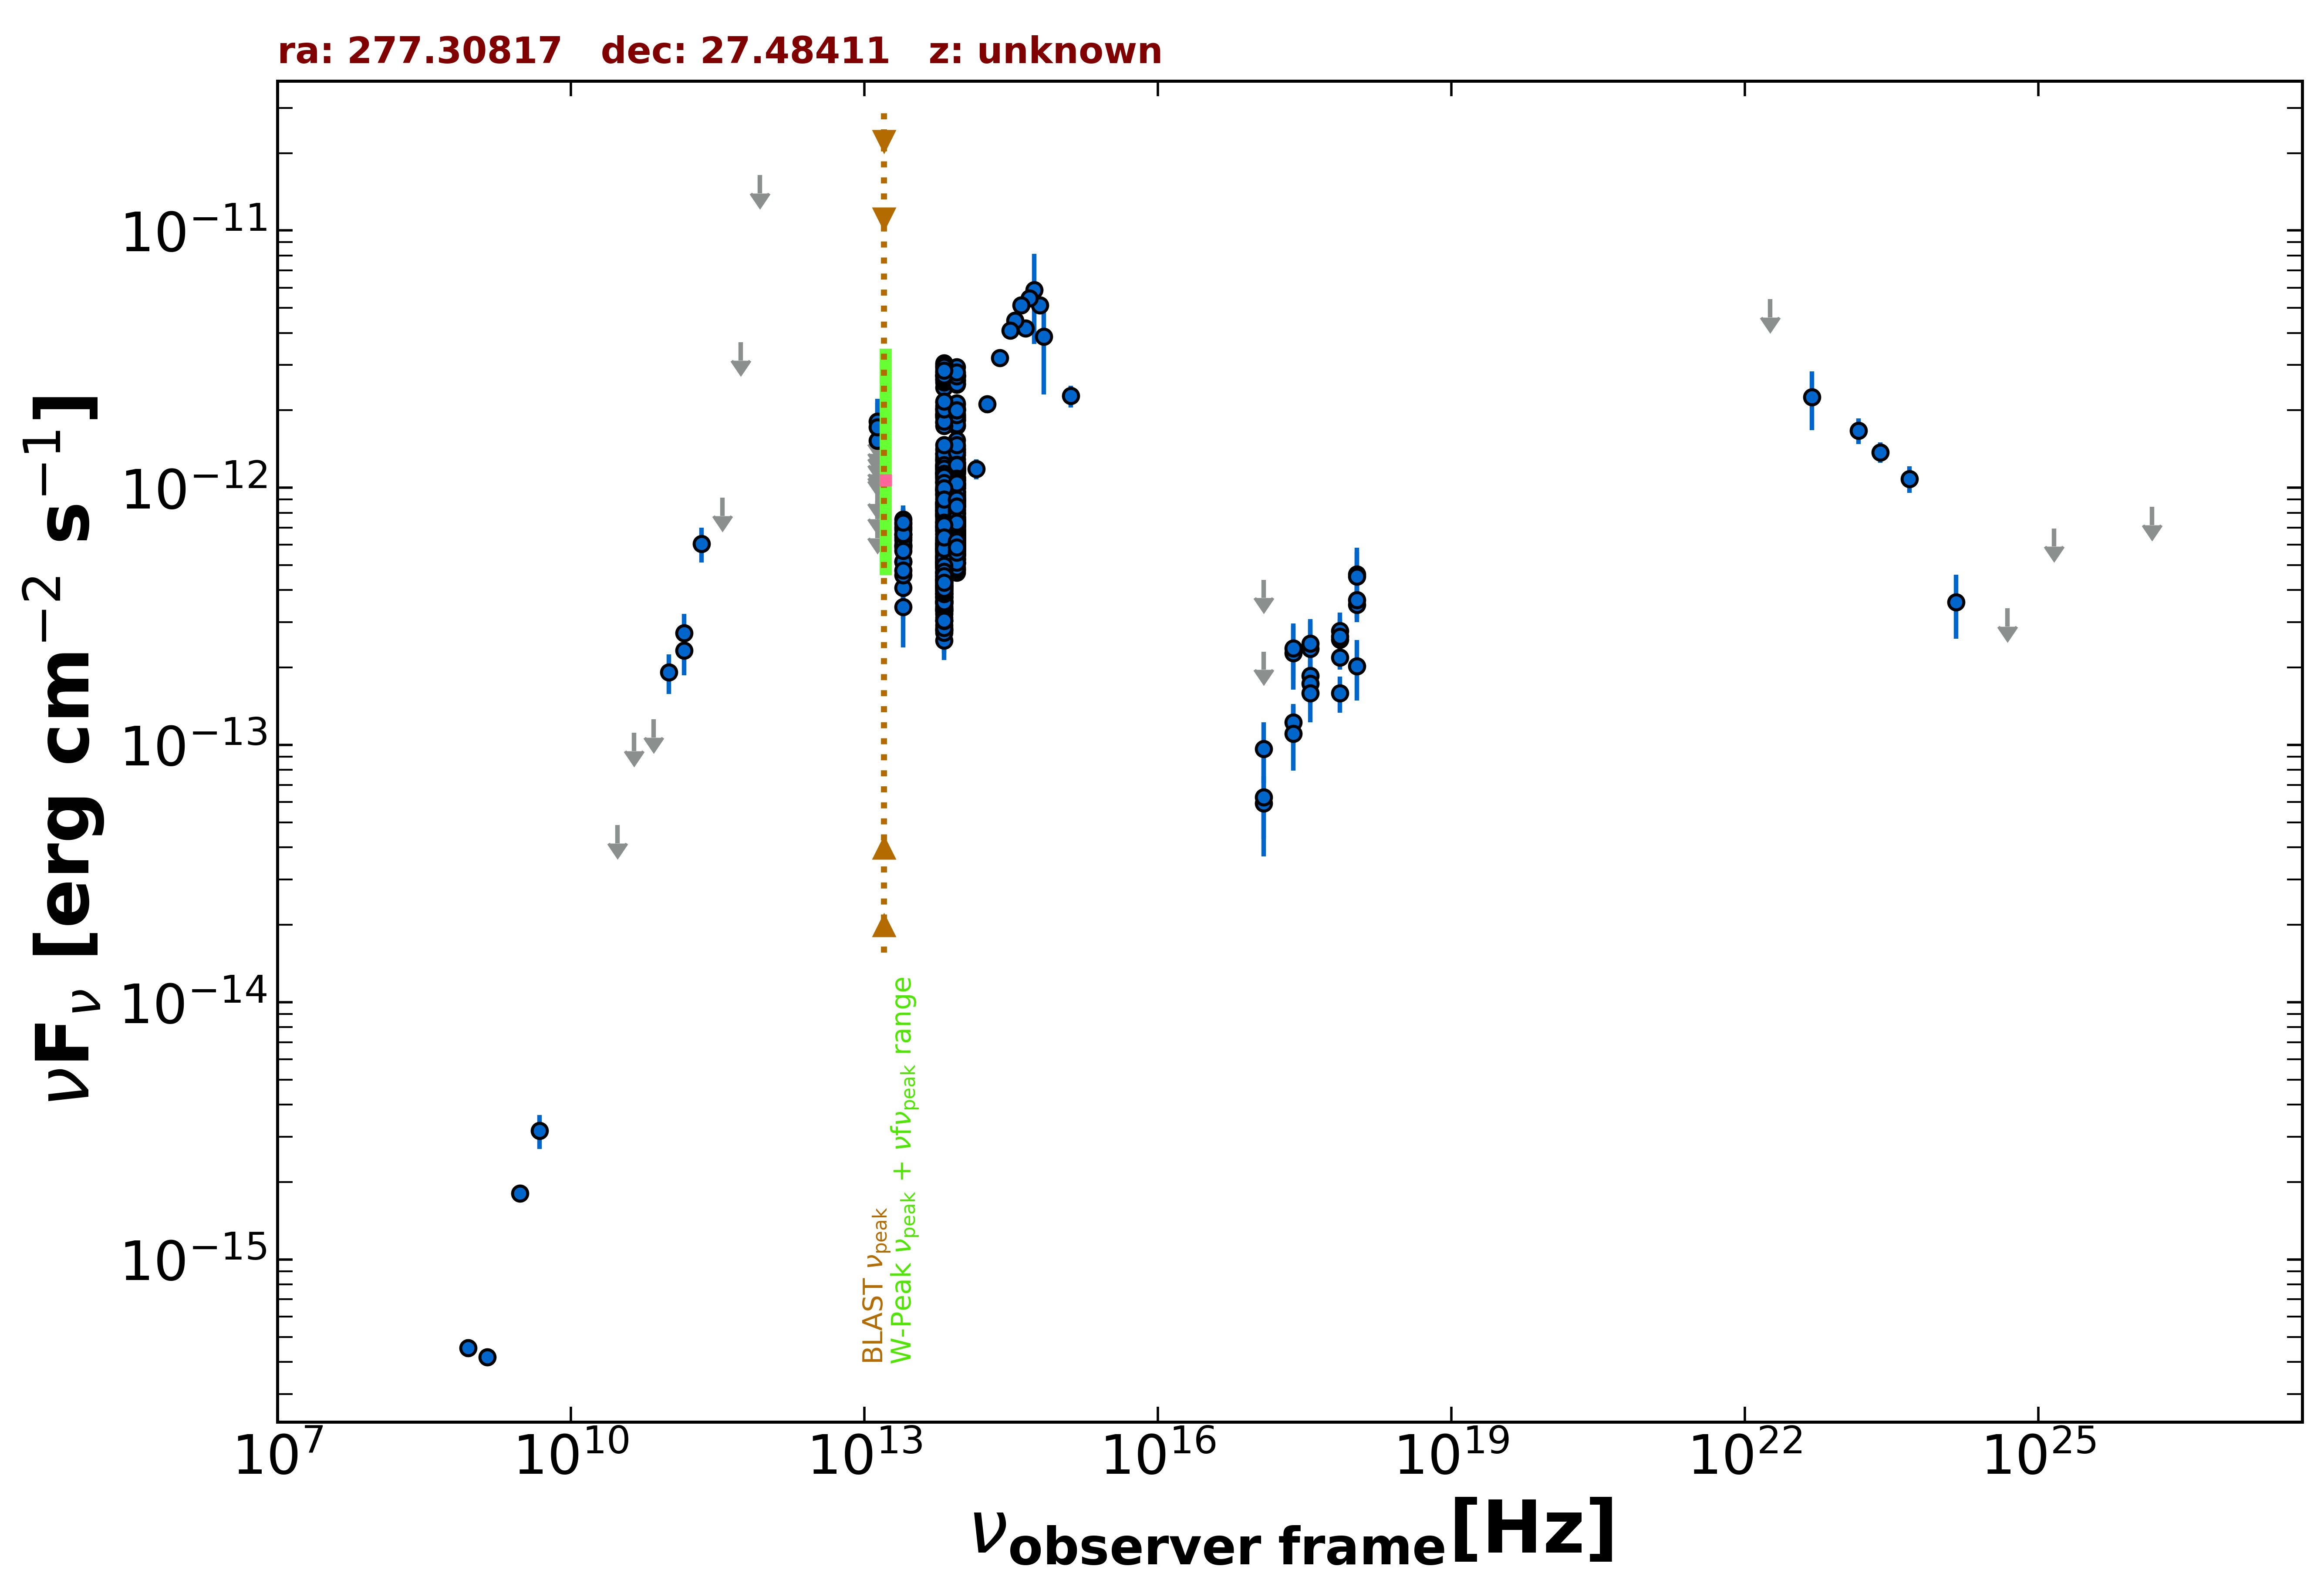 ra: 277.30817   dec: 27.48411   z: unknown
10⁻¹¹
10⁻¹²
10⁻¹³
10⁻¹⁴
10⁻¹⁵
νFν [erg cm⁻² s⁻¹]
BLAST νpeak
W-Peak νpeak + νfνpeak range
10⁷ 10¹⁰ 10¹³ 10¹⁶ 10¹⁹ 10²² 10²⁵
νobserver frame [Hz]